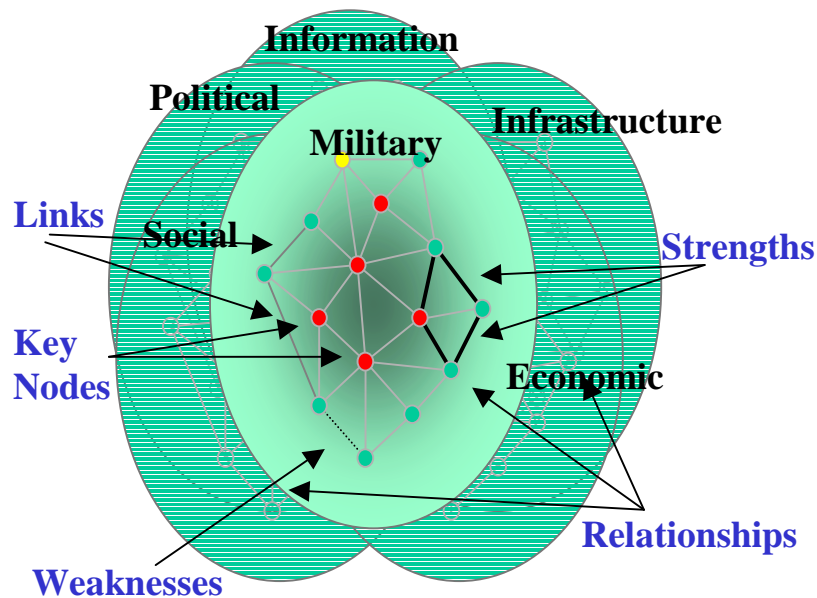 Information
Political
Infrastructure
Military
Links
Social
Strengths
Key
Nodes
Economic
Relationships
Weaknesses